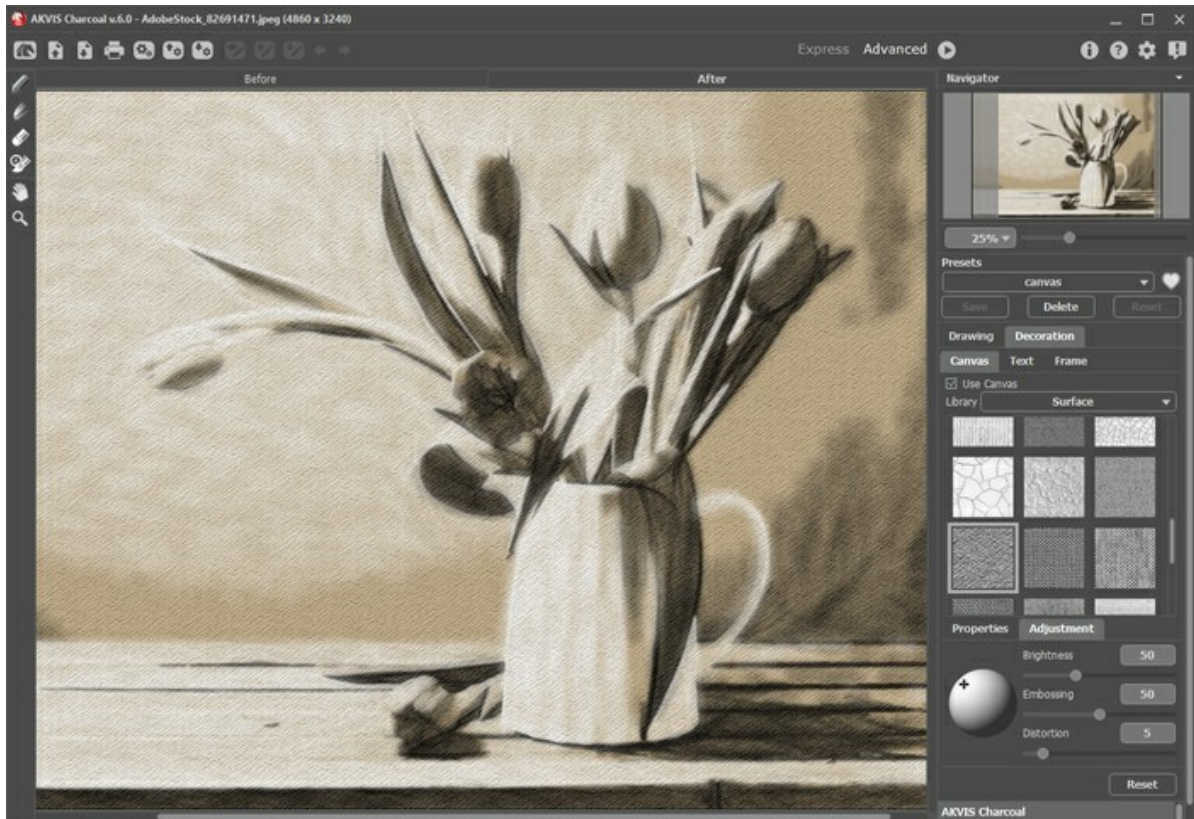 AKVIS Charcoal v.6.0 - AdobeStock_82691471.jpeg (4860 x 3240)
Express Advanced
Before After
Navigator
25%
Presets
canvas
Save Delete Reset
Drawing Decoration
Canvas Text Frame
Use Canvas
Library Surface
Properties Adjustment
Brightness 50
Embossing 50
Distortion 5
Reset
AKVIS Charcoal